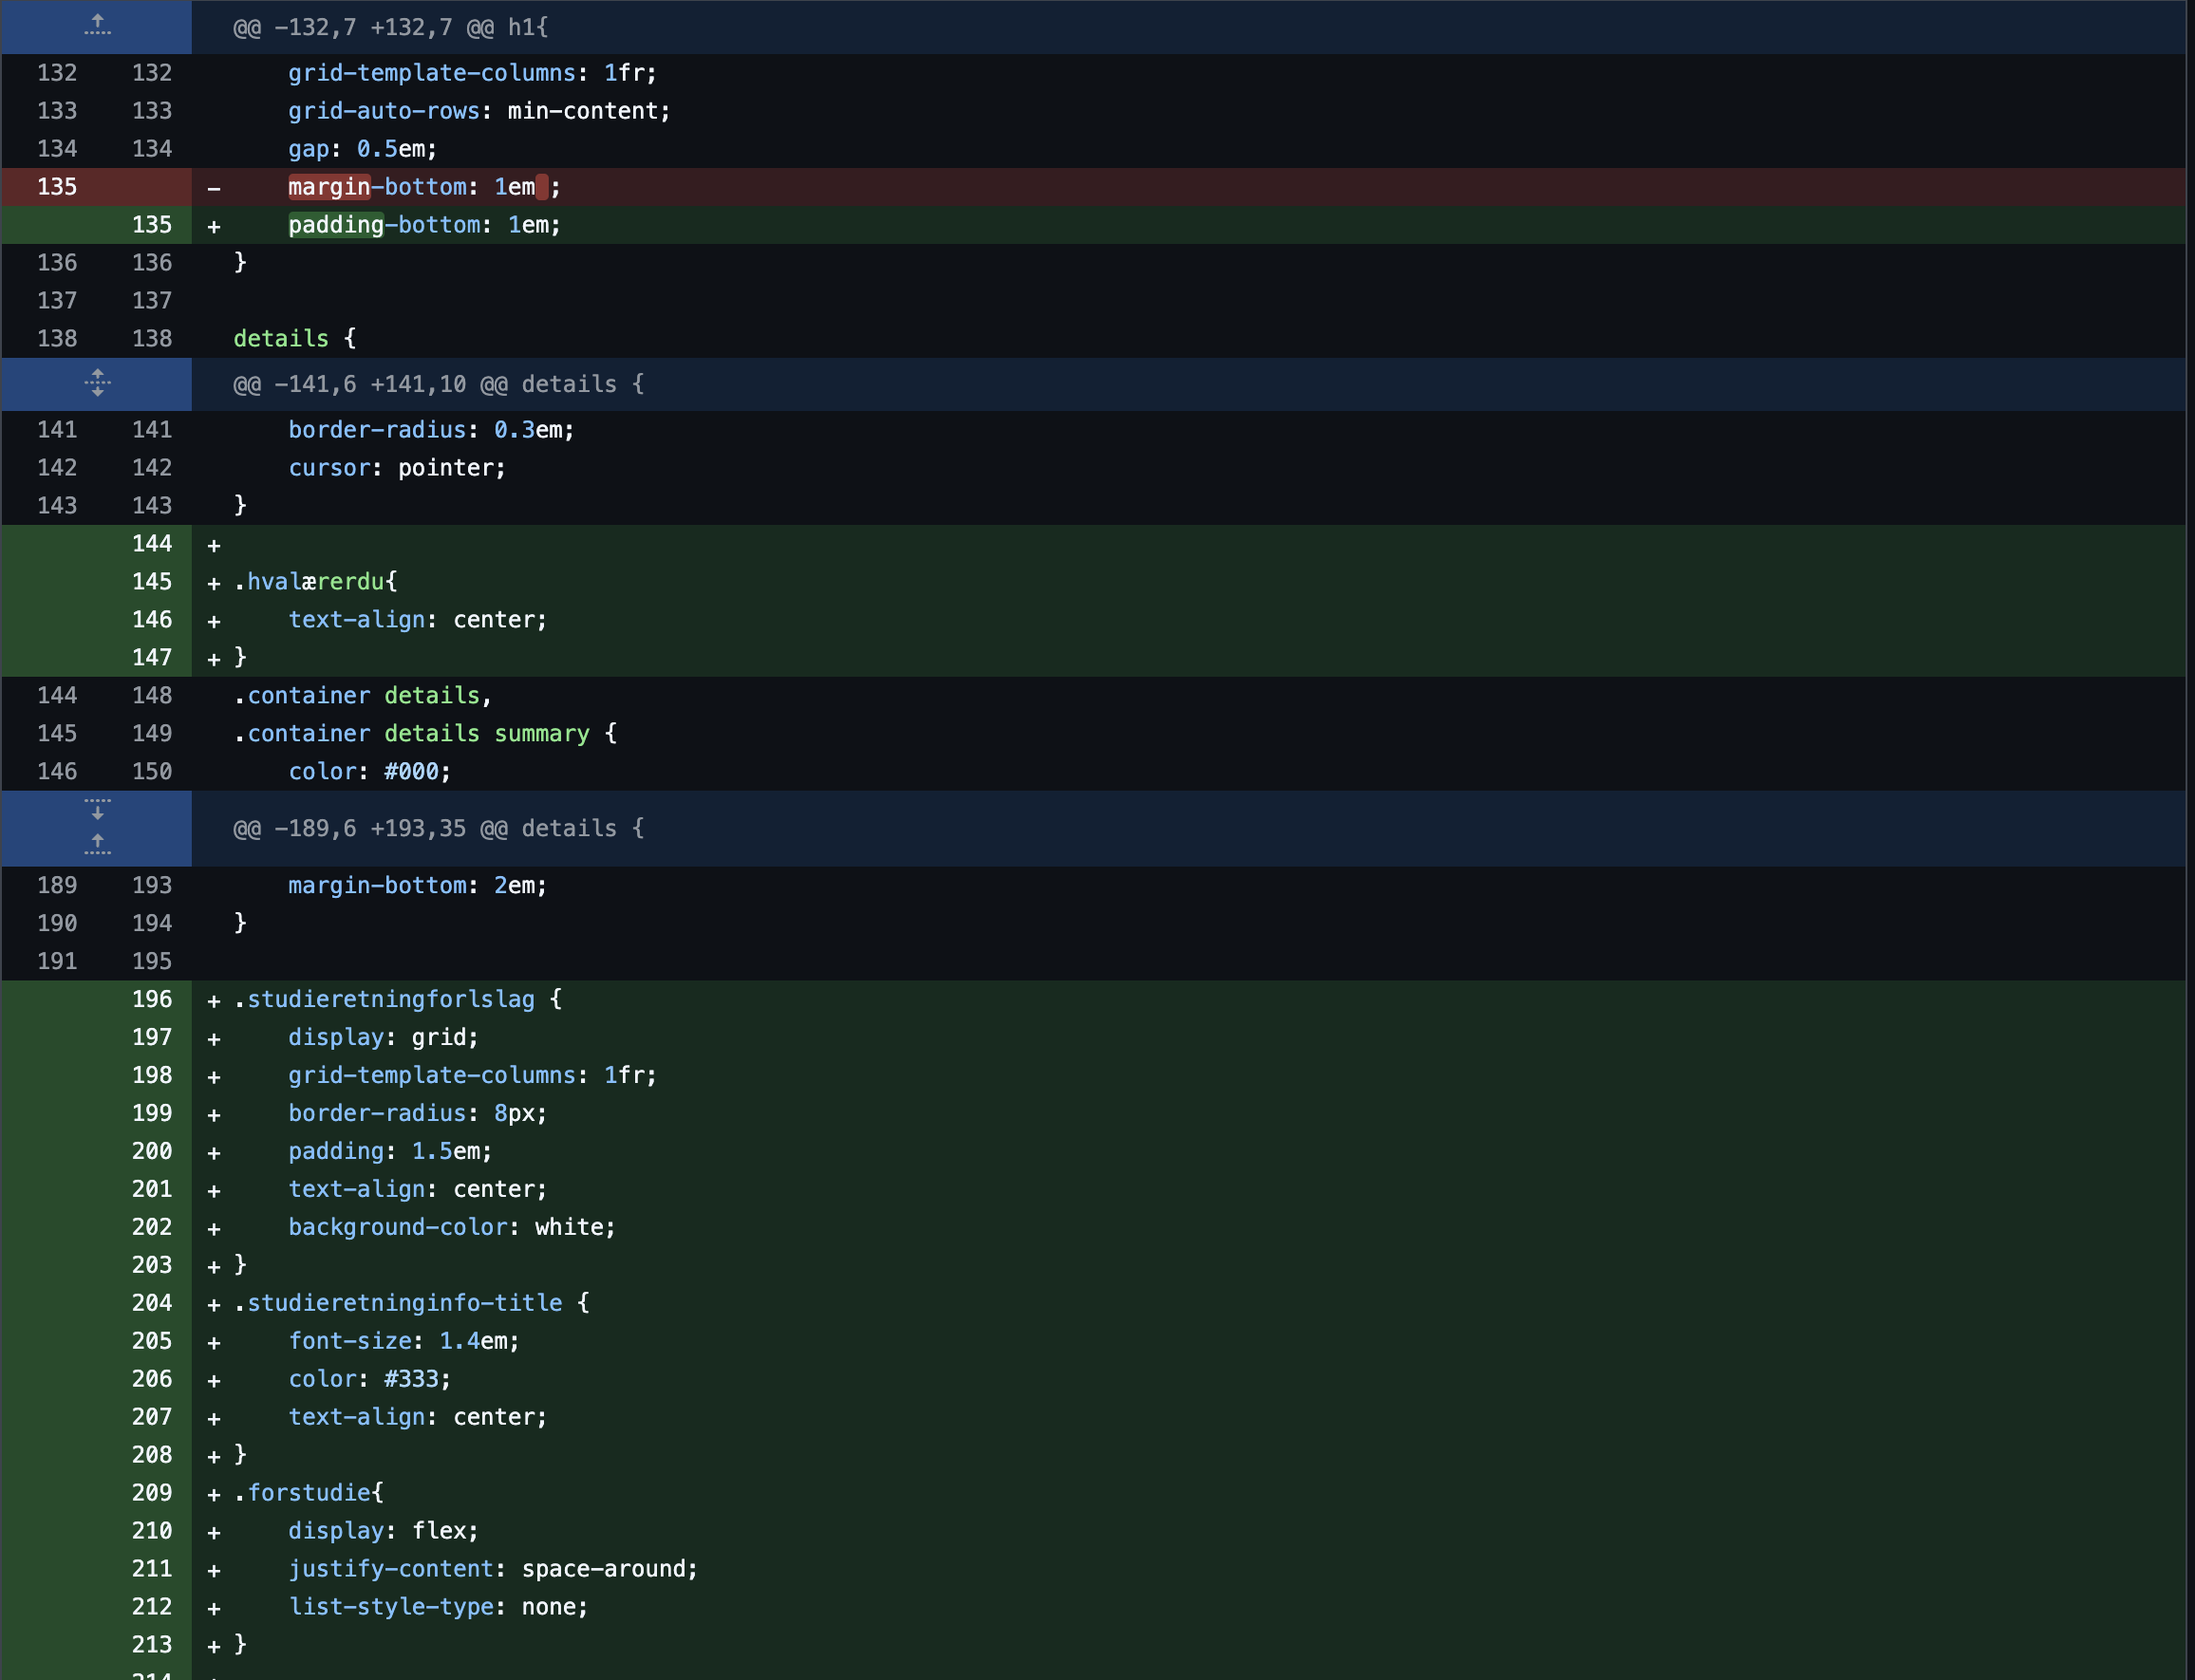 @@ -132,7 +132,7 @@ h1{
132 132 grid-template-columns: 1fr;
133 133 grid-auto-rows: min-content;
134 134 gap: 0.5em;
135 - margin-bottom: 1em ;
135 + padding-bottom: 1em;
136 136 }
137 137
138 138 details {
@@ -141,6 +141,10 @@ details {
141 141 border-radius: 0.3em;
142 142 cursor: pointer;
143 143 }
144 +
145 + .hvalærerdu{
146 + text-align: center;
147 + }
144 148 .container details,
145 149 .container details summary {
146 150 color: #000;
@@ -189,6 +193,35 @@ details {
189 193 margin-bottom: 2em;
190 194 }
191 195
196 + .studieretningforlslag {
197 + display: grid;
198 + grid-template-columns: 1fr;
199 + border-radius: 8px;
200 + padding: 1.5em;
201 + text-align: center;
202 + background-color: white;
203 + }
204 + .studieretninginfo-title {
205 + font-size: 1.4em;
206 + color: #333;
207 + text-align: center;
208 + }
209 + .forstudie{
210 + display: flex;
211 + justify-content: space-around;
212 + list-style-type: none;
213 + }
214 +